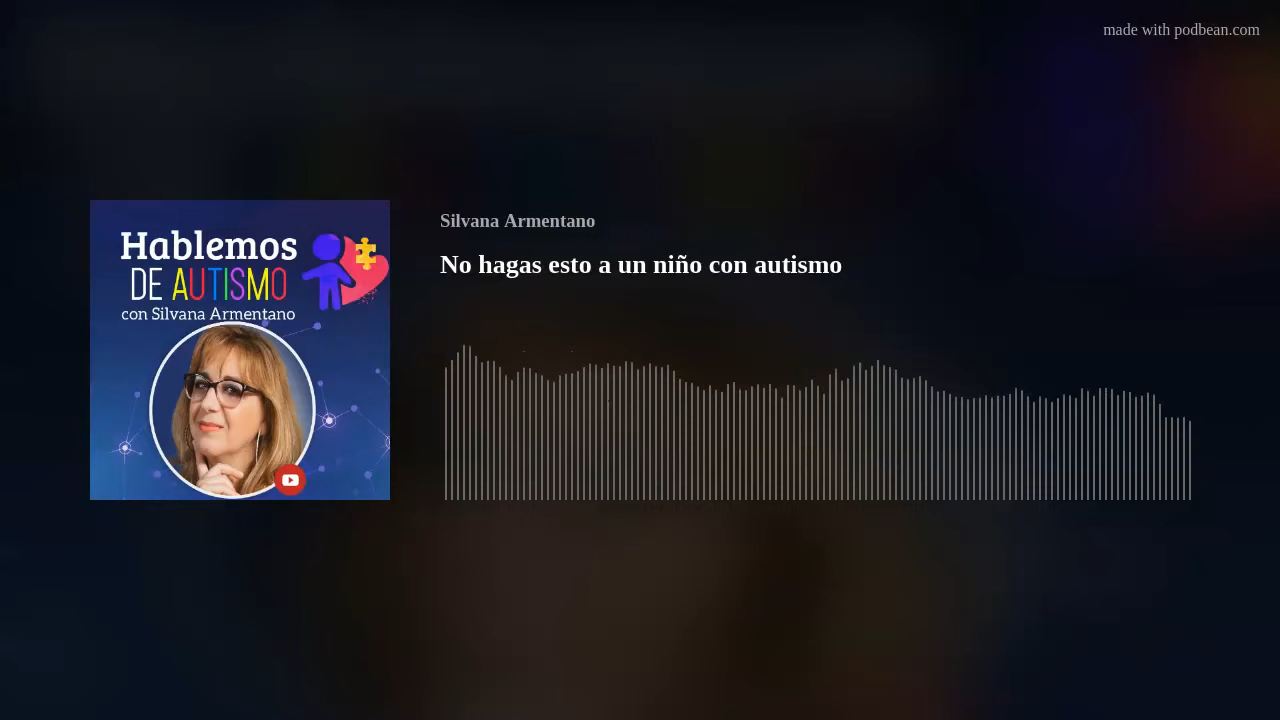 made with podbean.com
Hablemos
DE AUTISMO
con Silvana Armentano
Silvana Armentano
No hagas esto a un niño con autismo